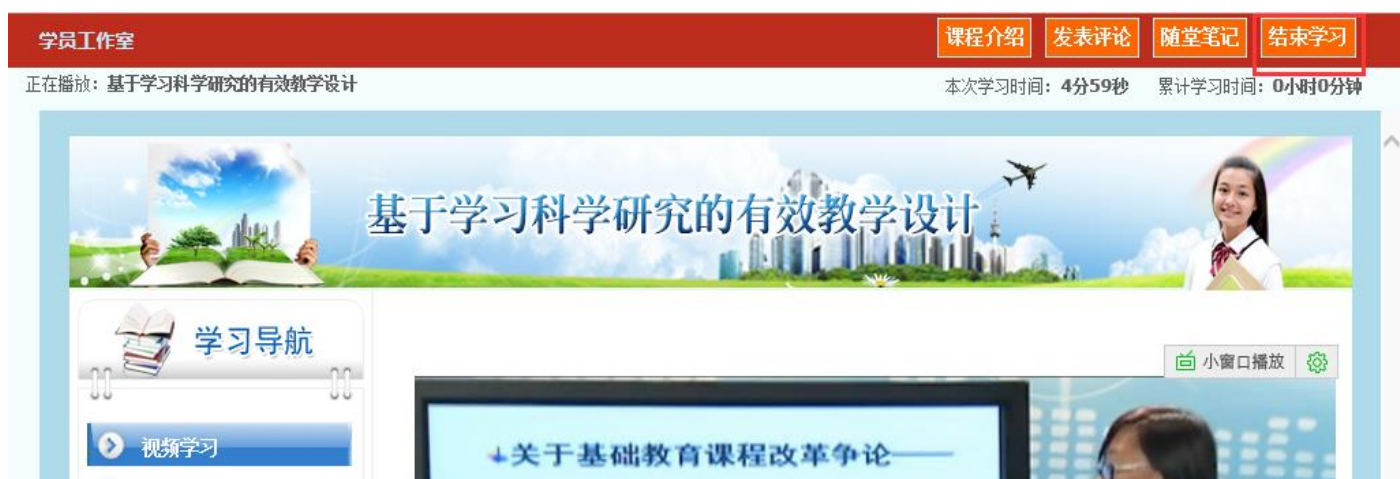 学员工作室 课程介绍 发表评论 随堂笔记 结束学习
正在播放：基于学习科学研究的有效教学设计 本次学习时间：4分59秒 累计学习时间：0小时0分钟
基于学习科学研究的有效教学设计
学习导航
小窗口播放
视频学习
关于基础教育课程改革争论——